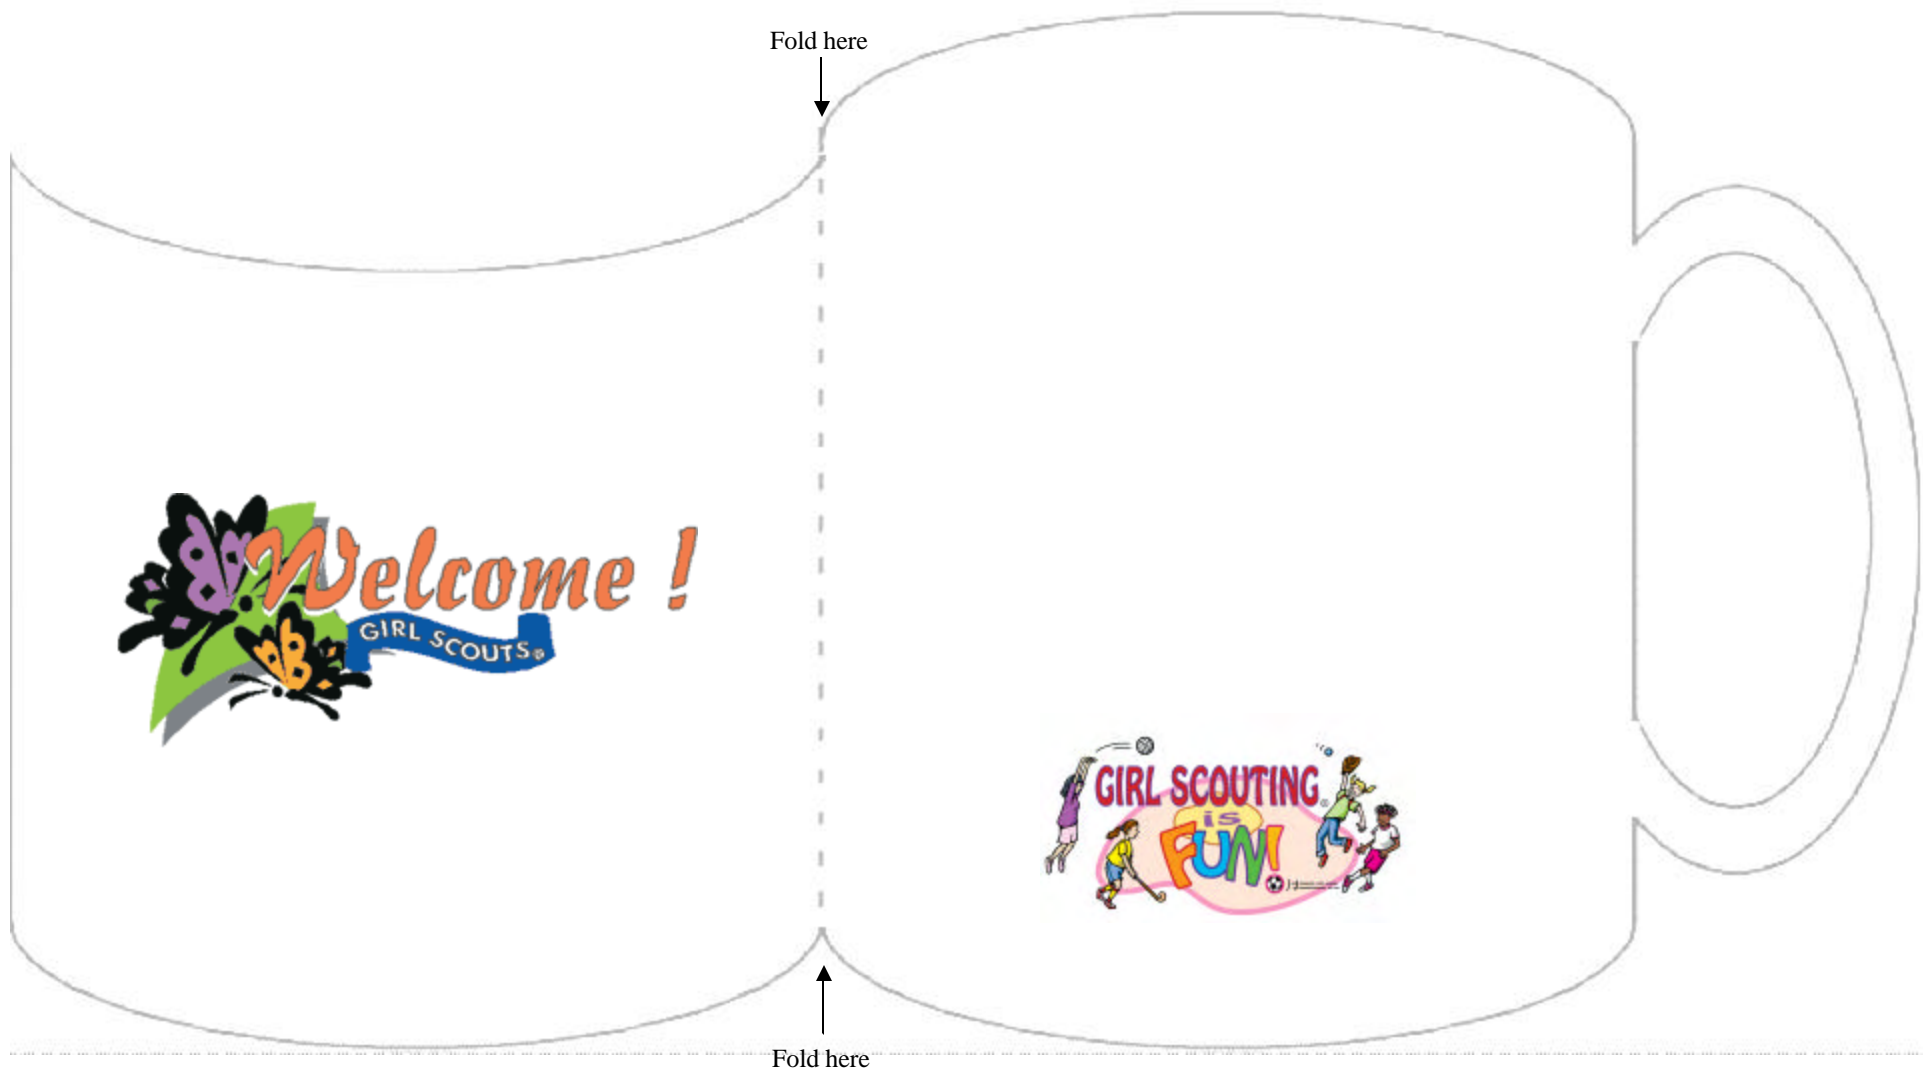 Fold here
Welcome !
GIRL SCOUTS®
GIRL SCOUTING®
is
FUN!
Fold here